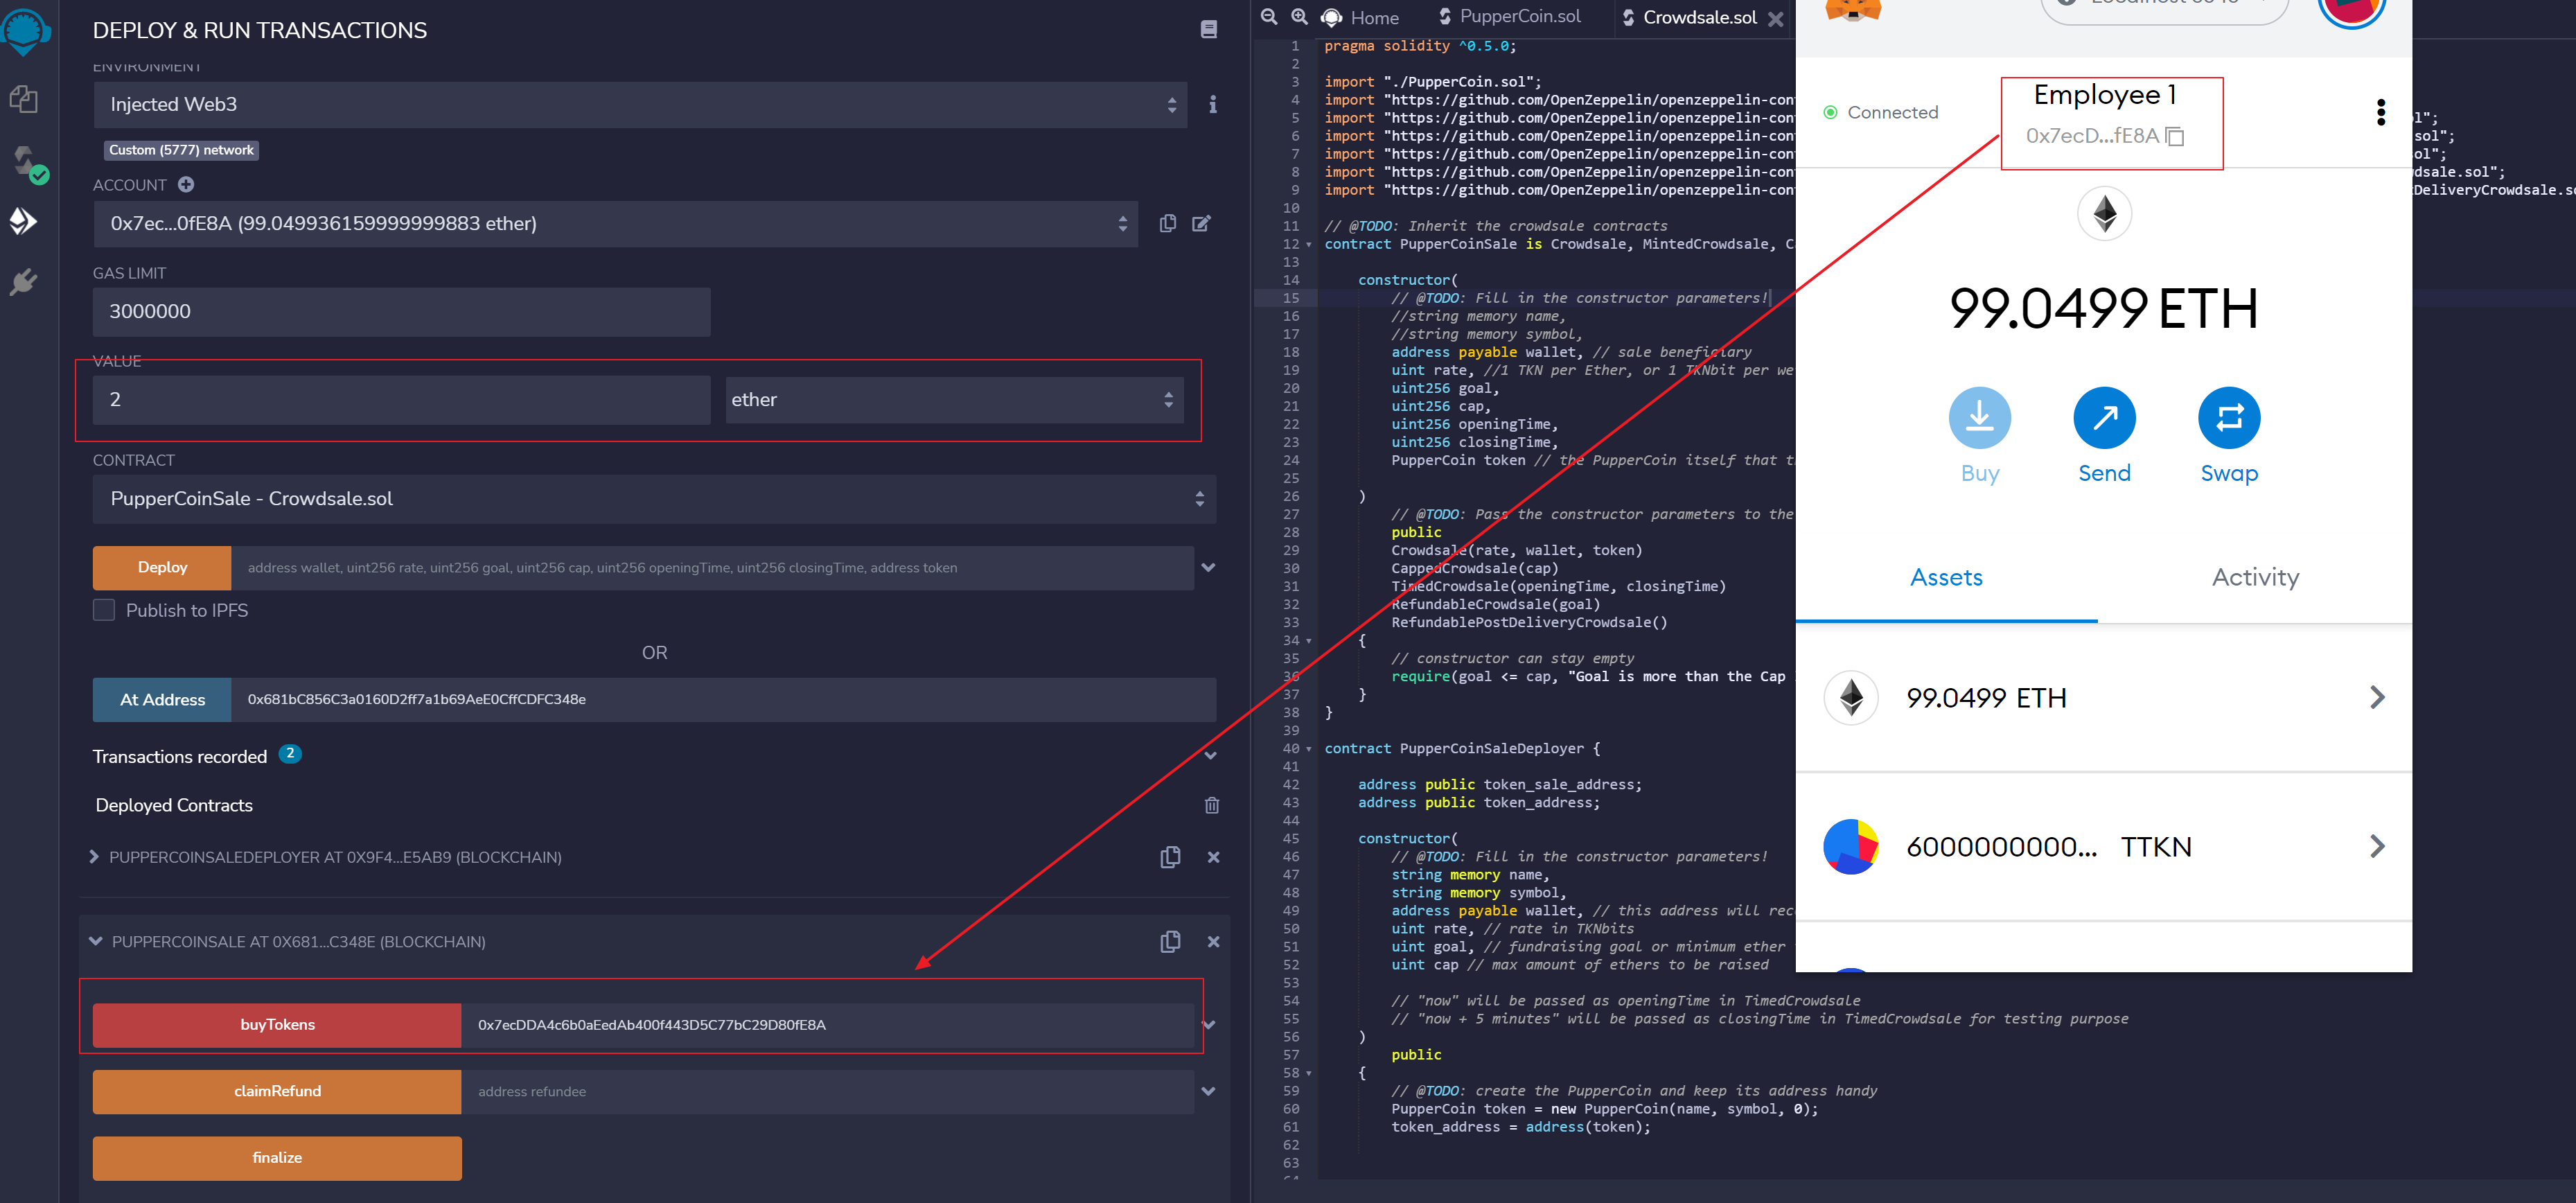 DEPLOY & RUN TRANSACTIONS
ENVIRONMENT
Injected Web3
Custom (5777) network
ACCOUNT
0x7ec...0fE8A (99.049936159999999883 ether)
GAS LIMIT
3000000
VALUE
2
ether
CONTRACT
PupperCoinSale - Crowdsale.sol
Deploy
address wallet, uint256 rate, uint256 goal, uint256 cap, uint256 openingTime, uint256 closingTime, address token
Publish to IPFS
OR
At Address
0x681bC856C3a0160D2ff7a1b69AeE0CffCDFC348e
Transactions recorded 2
Deployed Contracts
PUPPERCOINSALEDEPLOYER AT 0X9F4...E5AB9 (BLOCKCHAIN)
PUPPERCOINSALE AT 0X681...C348E (BLOCKCHAIN)
buyTokens
0x7ecDDA4c6b0aEedAb400f443D5C77bC29D80fE8A
claimRefund
address refundee
finalize
Home
PupperCoin.sol
Crowdsale.sol
1 pragma solidity ^0.5.0;
2
3 import "./PupperCoin.sol";
4 import "https://github.com/OpenZeppelin/openzeppelin-con
5 import "https://github.com/OpenZeppelin/openzeppelin-con l";
6 import "https://github.com/OpenZeppelin/openzeppelin-con sol";
7 import "https://github.com/OpenZeppelin/openzeppelin-con ol";
8 import "https://github.com/OpenZeppelin/openzeppelin-con dsale.sol";
9 import "https://github.com/OpenZeppelin/openzeppelin-con DeliveryCrowdsale.so
10
11 // @TODO: Inherit the crowdsale contracts
12 contract PupperCoinSale is Crowdsale, MintedCrowdsale, C
13
14 constructor(
15 // @TODO: Fill in the constructor parameters!
16 //string memory name,
17 //string memory symbol,
18 address payable wallet, // sale beneficiary
19 uint rate, //1 TKN per Ether, or 1 TKNbit per we
20 uint256 goal,
21 uint256 cap,
22 uint256 openingTime,
23 uint256 closingTime,
24 PupperCoin token // the PupperCoin itself that t
25
26 )
27 // @TODO: Pass the constructor parameters to the
28 public
29 Crowdsale(rate, wallet, token)
30 CappedCrowdsale(cap)
31 TimedCrowdsale(openingTime, closingTime)
32 RefundableCrowdsale(goal)
33 RefundablePostDeliveryCrowdsale()
34 {
35 // constructor can stay empty
36 require(goal <= cap, "Goal is more than the Cap
37 }
38 }
39
40 contract PupperCoinSaleDeployer {
41
42 address public token_sale_address;
43 address public token_address;
44
45 constructor(
46 // @TODO: Fill in the constructor parameters!
47 string memory name,
48 string memory symbol,
49 address payable wallet, // this address will rec
50 uint rate, // rate in TKNbits
51 uint goal, // fundraising goal or minimum ether
52 uint cap // max amount of ethers to be raised
53
54 // "now" will be passed as openingTime in TimedCrowdsale
55 // "now + 5 minutes" will be passed as closingTime in TimedCrowdsale for testing purpose
56 )
57 public
58 {
59 // @TODO: create the PupperCoin and keep its address handy
60 PupperCoin token = new PupperCoin(name, symbol, 0);
61 token_address = address(token);
62
63
Connected
Employee 1
0x7ecD...fE8A
99.0499 ETH
Buy
Send
Swap
Assets
Activity
99.0499 ETH
6000000000... TTKN